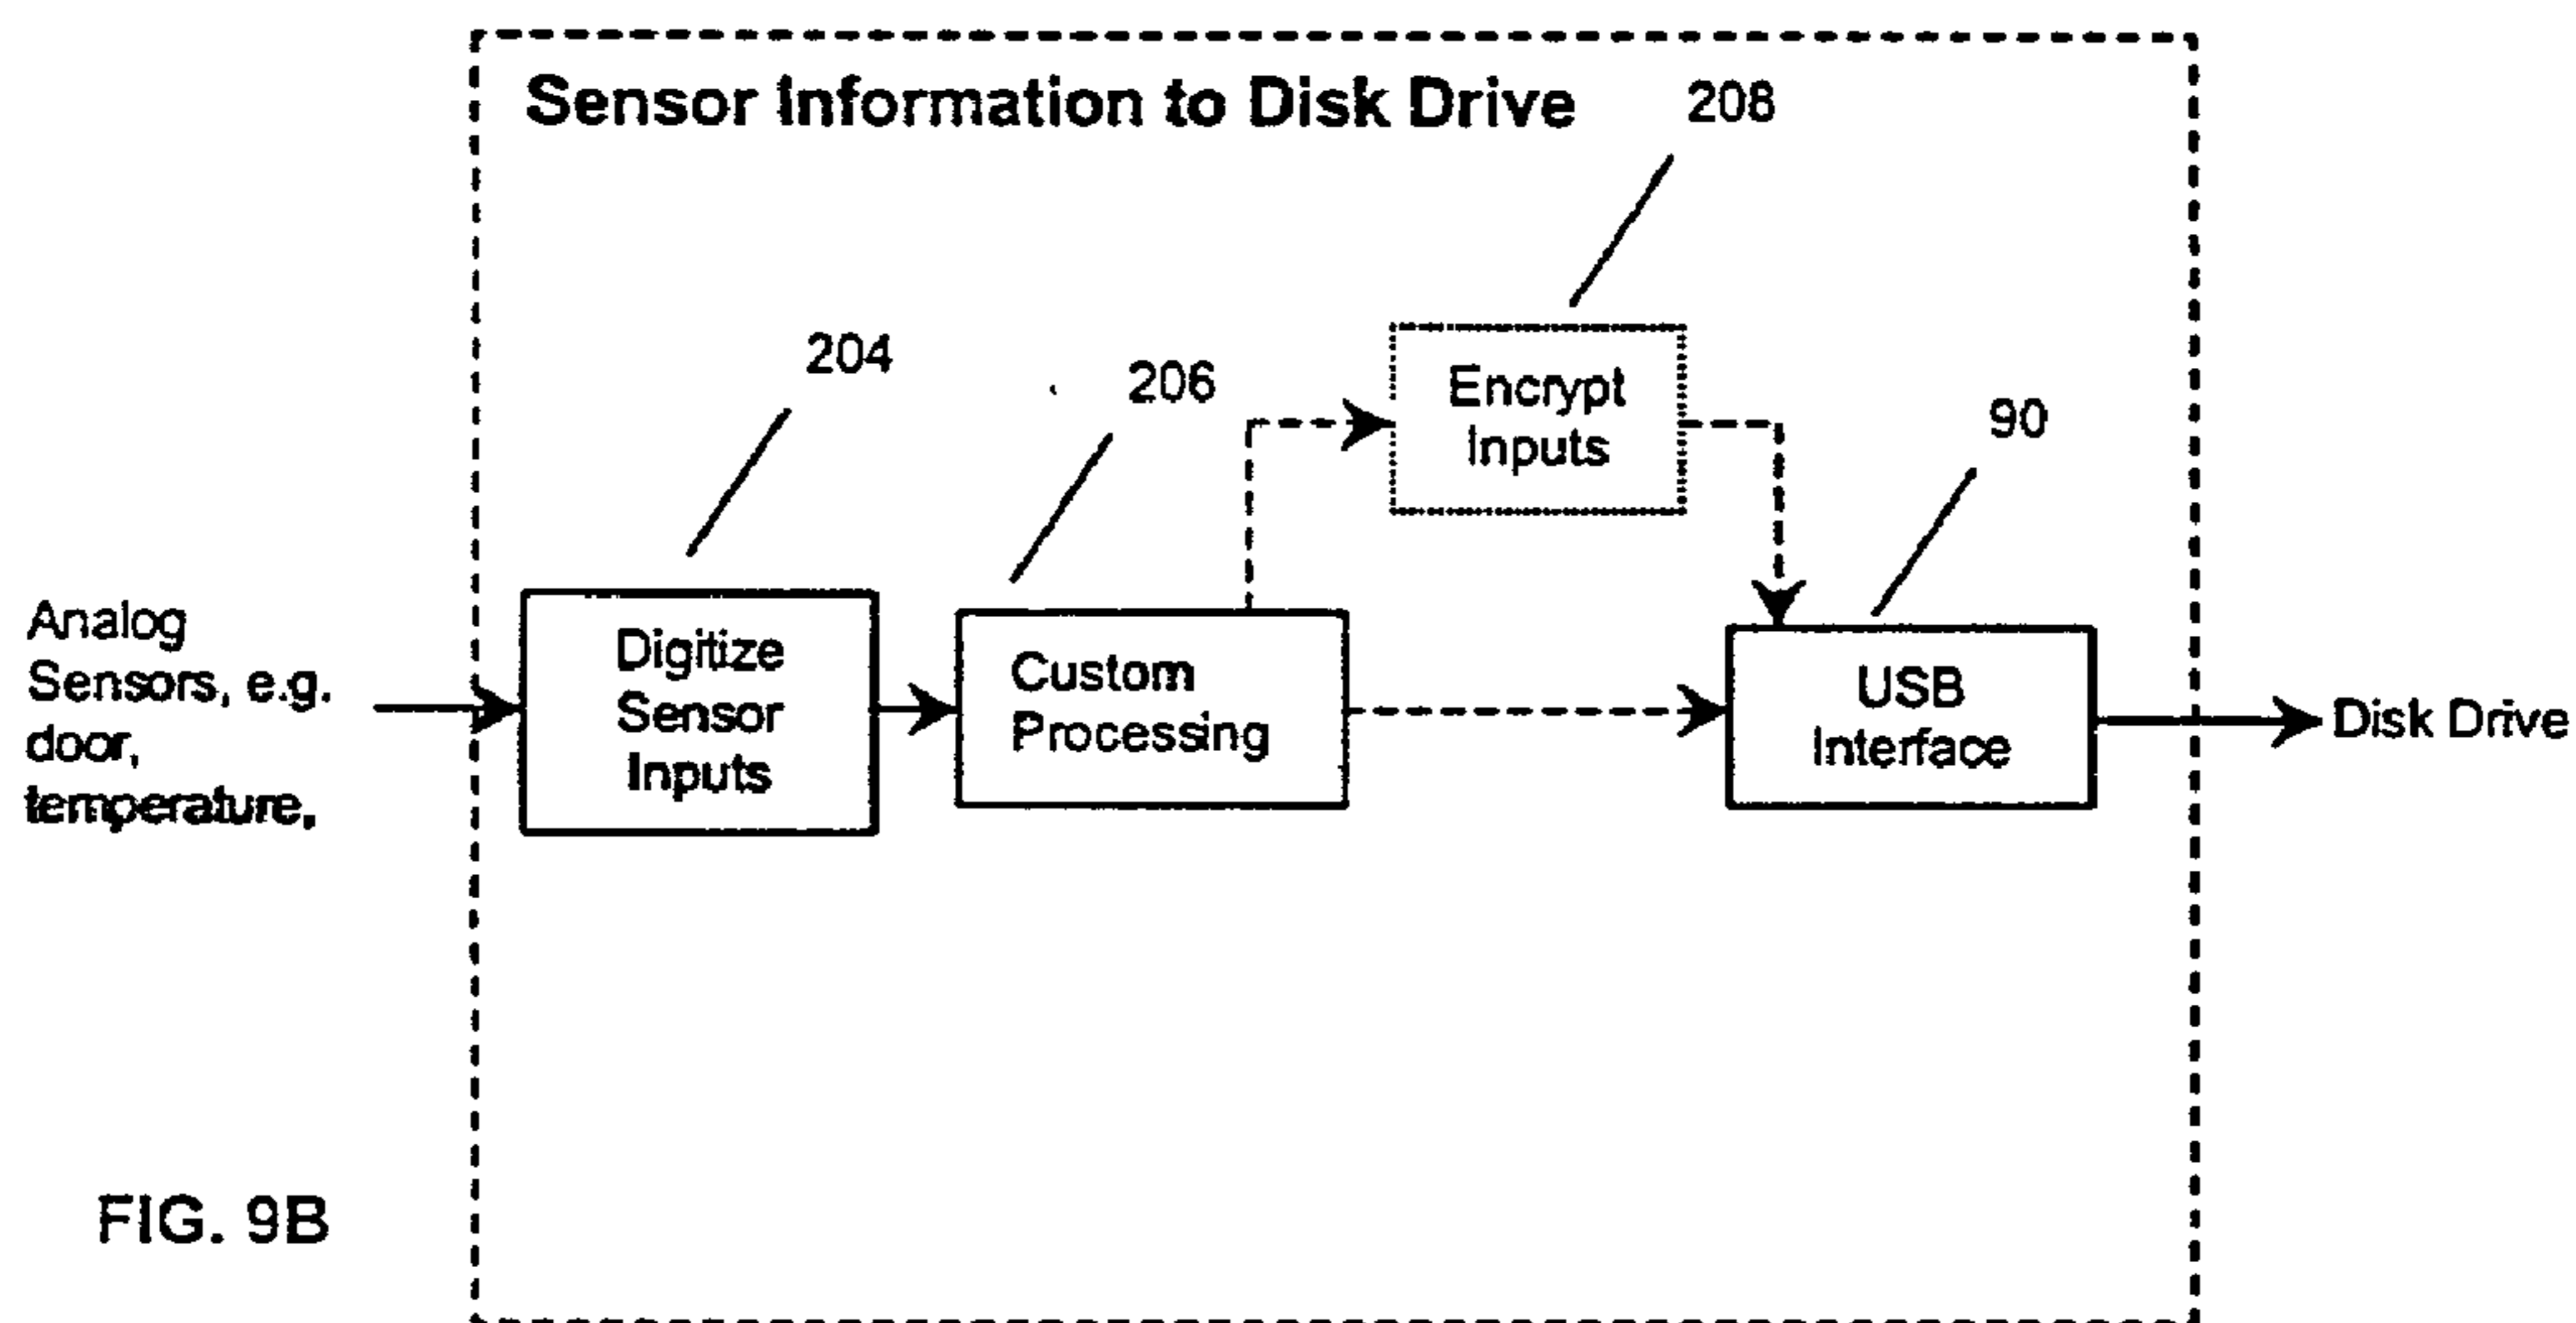 Sensor Information to Disk Drive
208
204
206
Encrypt
Inputs
90
Analog
Sensors, e.g.
door,
temperature,
Digitize
Sensor
Inputs
Custom
Processing
USB
Interface
Disk Drive
FIG. 9B